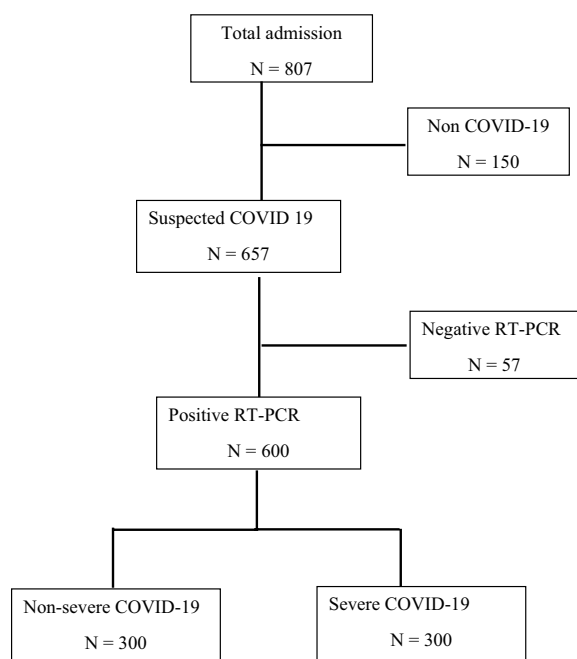 Total admission
N = 807
Non COVID-19
N = 150
Suspected COVID 19
N = 657
Negative RT-PCR
N = 57
Positive RT-PCR
N = 600
Non-severe COVID-19
N = 300
Severe COVID-19
N = 300